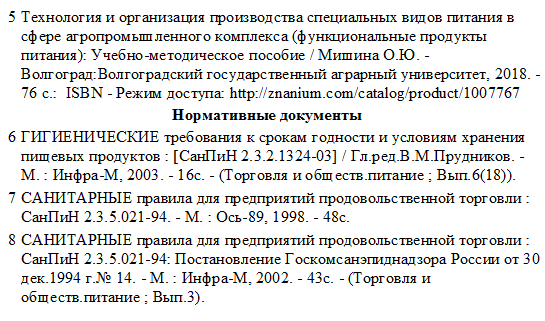 5 Технология и организация производства специальных видов питания в
сфере агропромышленного комплекса (функциональные продукты
питания): Учебно-методическое пособие / Мишина О.Ю. -
Волгоград:Волгоградский государственный аграрный университет, 2018. -
76 с.:  ISBN - Режим доступа: http://znanium.com/catalog/product/1007767
Нормативные документы
6 ГИГИЕНИЧЕСКИЕ требования к срокам годности и условиям хранения
пищевых продуктов : [СанПиН 2.3.2.1324-03] / Гл.ред.В.М.Прудников. -
М. : Инфра-М, 2003. - 16с. - (Торговля и обществ.питание ; Вып.6(18)).
7 САНИТАРНЫЕ правила для предприятий продовольственной торговли :
СанПиН 2.3.5.021-94. - М. : Ось-89, 1998. - 48с.
8 САНИТАРНЫЕ правила для предприятий продовольственной торговли :
СанПиН 2.3.5.021-94: Постановление Госкомсанэпиднадзора России от 30
дек.1994 г.№ 14. - М. : Инфра-М, 2002. - 43с. - (Торговля и
обществ.питание ; Вып.3).